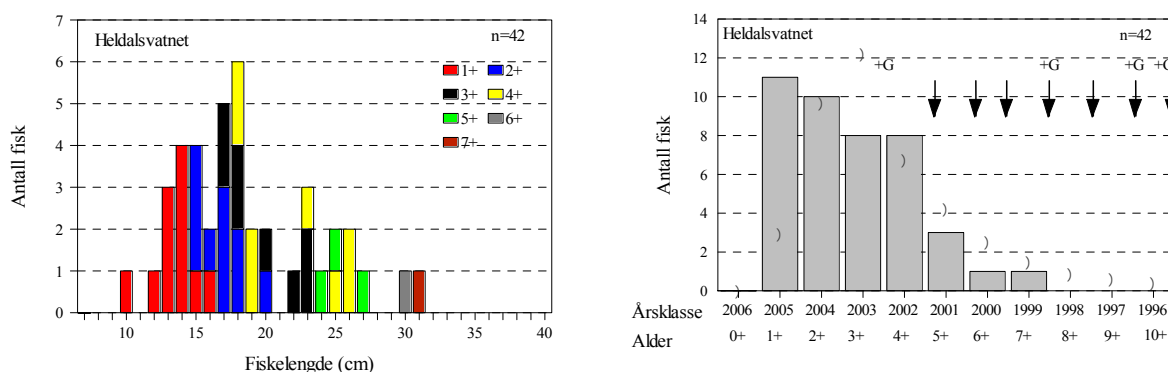 7
Heldalsvatnet n=42
6
1+ 2+
5
3+ 4+
4
5+ 6+
3
7+
2
1
0
10 15 20 25 30 35 40
Fiskelengde (cm)
Antall fisk
14
Heldalsvatnet n=42
12
+G +G +G +G
10
8
6
4
2
0
Antall fisk
Årsklasse 2006 2005 2004 2003 2002 2001 2000 1999 1998 1997 1996
Alder 0+ 1+ 2+ 3+ 4+ 5+ 6+ 7+ 8+ 9+ 10+